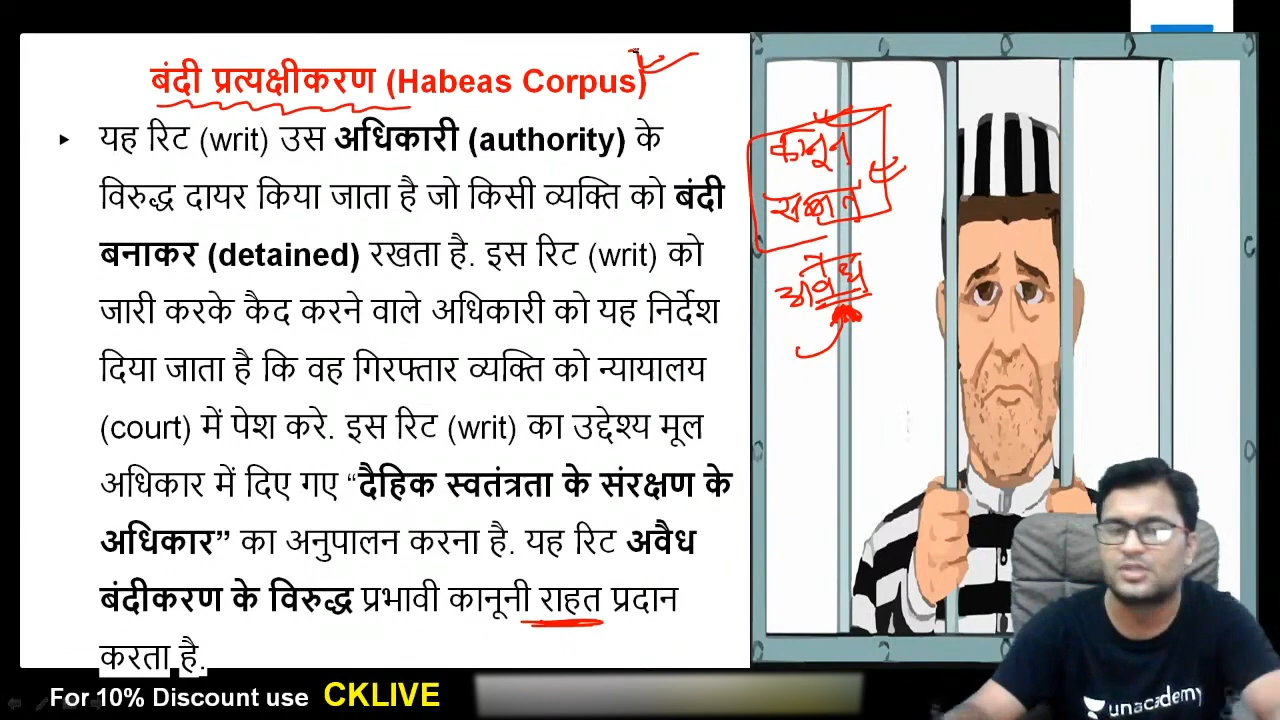 बंदी प्रत्यक्षीकरण (Habeas Corpus)
यह रिट (writ) उस अधिकारी (authority) के
विरुद्ध दायर किया जाता है जो किसी व्यक्ति को बंदी
बनाकर (detained) रखता है. इस रिट (writ) को
जारी करके कैद करने वाले अधिकारी को यह निर्देश
दिया जाता है कि वह गिरफ्तार व्यक्ति को न्यायालय
(court) में पेश करे. इस रिट (writ) का उद्देश्य मूल
अधिकार में दिए गए “दैहिक स्वतंत्रता के संरक्षण के
अधिकार” का अनुपालन करना है. यह रिट अवैध
बंदीकरण के विरुद्ध प्रभावी कानूनी राहत प्रदान
करता है.
कानून
For 10% Discount use CKLIVE
unacademy